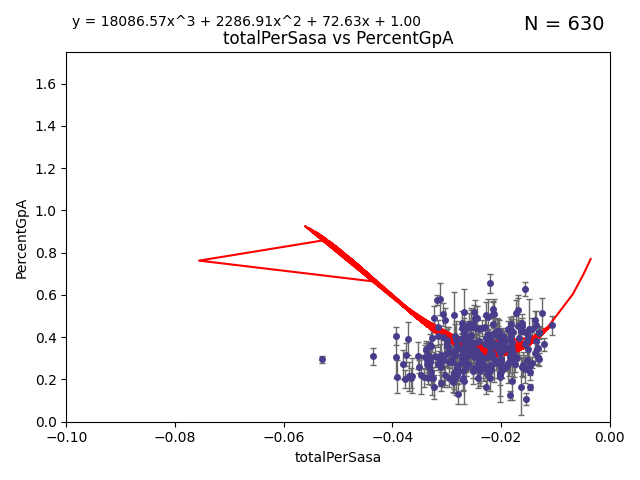 y = 18086.57x^3 + 2286.91x^2 + 72.63x + 1.00
N = 630
totalPerSasa vs PercentGpA
1.6
1.4
1.2
1.0
0.8
0.6
0.4
0.2
0.0
PercentGpA
−0.10 −0.08 −0.06 −0.04 −0.02 0.00
totalPerSasa